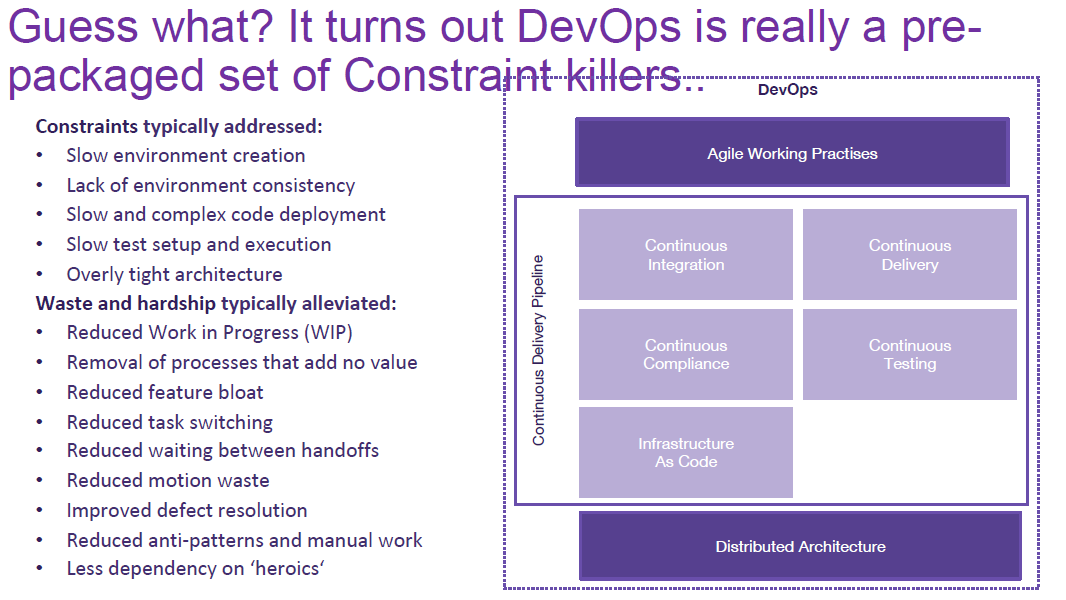 Guess what? It turns out DevOps is really a pre-
packaged set of Constraint killers..
Constraints typically addressed:
• Slow environment creation
• Lack of environment consistency
• Slow and complex code deployment
• Slow test setup and execution
• Overly tight architecture
Waste and hardship typically alleviated:
• Reduced Work in Progress (WIP)
• Removal of processes that add no value
• Reduced feature bloat
• Reduced task switching
• Reduced waiting between handoffs
• Reduced motion waste
• Improved defect resolution
• Reduced anti-patterns and manual work
• Less dependency on ‘heroics‘
DevOps
Agile Working Practises
Continuous Delivery Pipeline
Continuous
Integration
Continuous
Delivery
Continuous
Compliance
Continuous
Testing
Infrastructure
As Code
Distributed Architecture